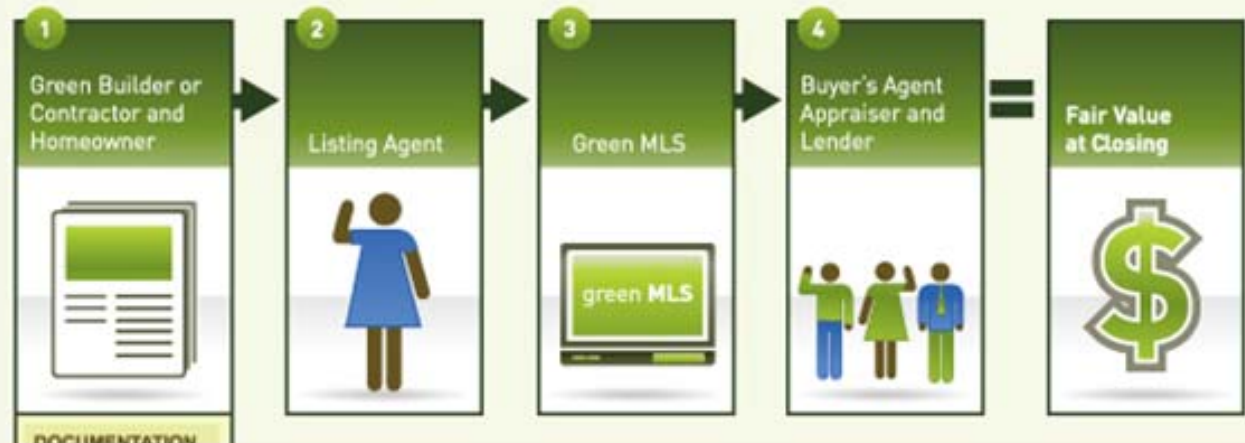 1
Green Builder or
Contractor and
Homeowner
2
Listing Agent
3
Green MLS
green MLS
4
Buyer's Agent
Appraiser and
Lender
=
Fair Value
at Closing
$
DOCUMENTATION